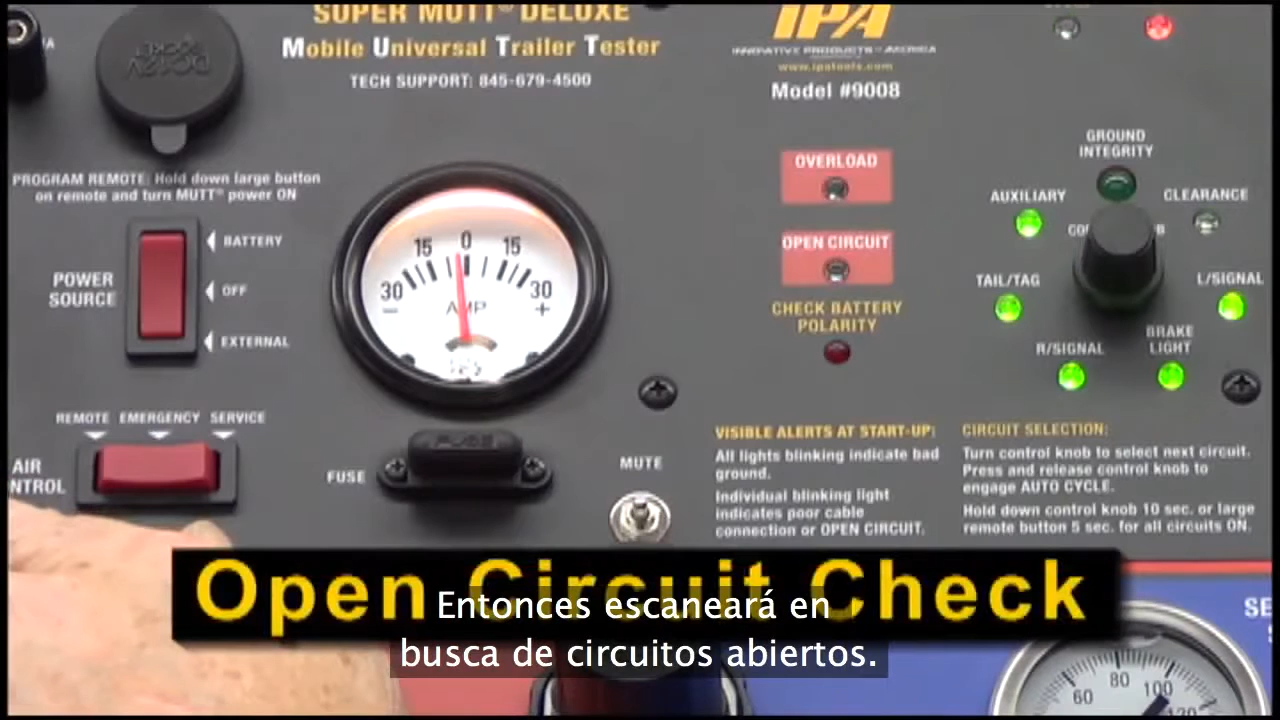 SUPER MUTT® DELUXE
Mobile Universal Trailer Tester
TECH SUPPORT: 845-679-4500
DC12V
SOCKET
IPA
INNOVATIVE PRODUCTS OF AMERICA
www.ipatools.com
Model #9008
PROGRAM REMOTE: Hold down large button
on remote and turn MUTT® power ON
POWER
SOURCE
BATTERY
OFF
EXTERNAL
15 0 15
30 30
- AMP +
OVERLOAD
OPEN CIRCUIT
CHECK BATTERY
POLARITY
GROUND
INTEGRITY
AUXILIARY
CLEARANCE
TAIL/TAG
L/SIGNAL
R/SIGNAL
BRAKE
LIGHT
REMOTE EMERGENCY SERVICE
AIR
NTROL
FUSE
FUSE
MUTE
VISIBLE ALERTS AT START-UP:
All lights blinking indicate bad
ground.
Individual blinking light
indicates poor cable
connection or OPEN CIRCUIT.
CIRCUIT SELECTION:
Turn control knob to select next circuit.
Press and release control knob to
engage AUTO CYCLE.
Hold down control knob 10 sec. or large
remote button 5 sec. for all circuits ON.
Open Circuit Check
Entonces escaneará en
busca de circuitos abiertos.
SE
60 80 100 120